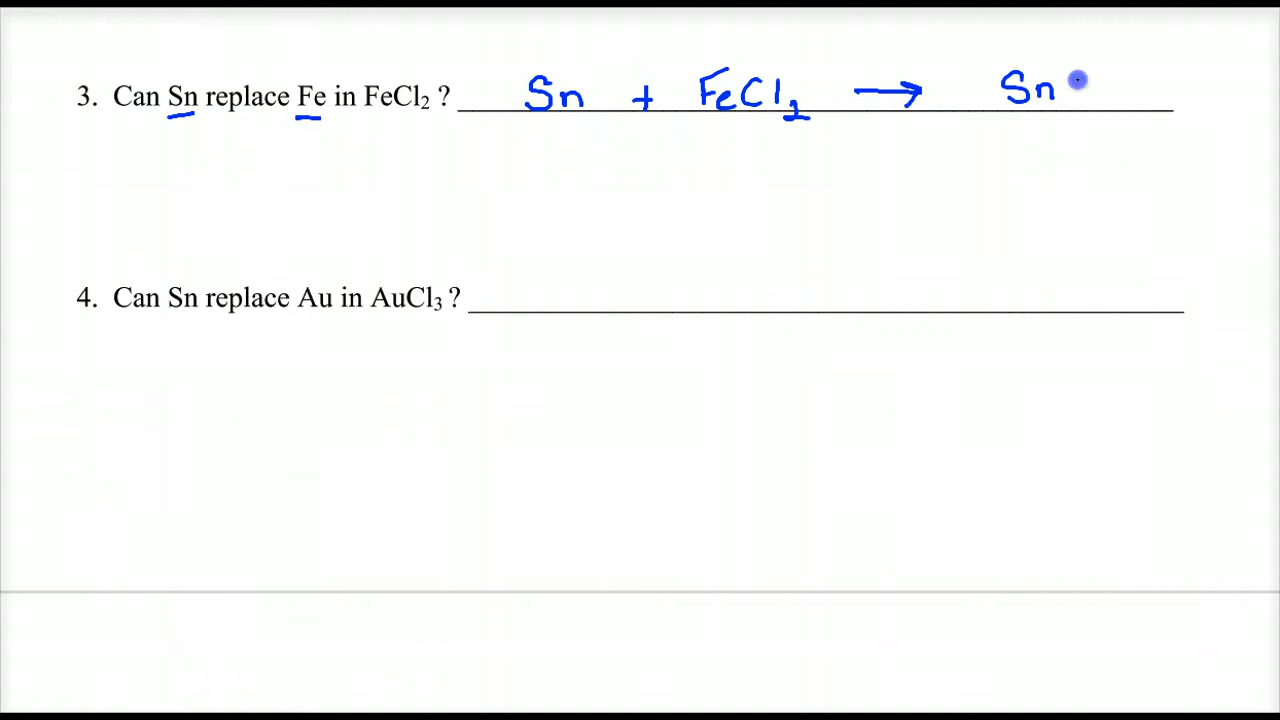 3. Can Sn replace Fe in FeCl₂ ? Sn + FeCl₂ → Sn
4. Can Sn replace Au in AuCl₃ ?